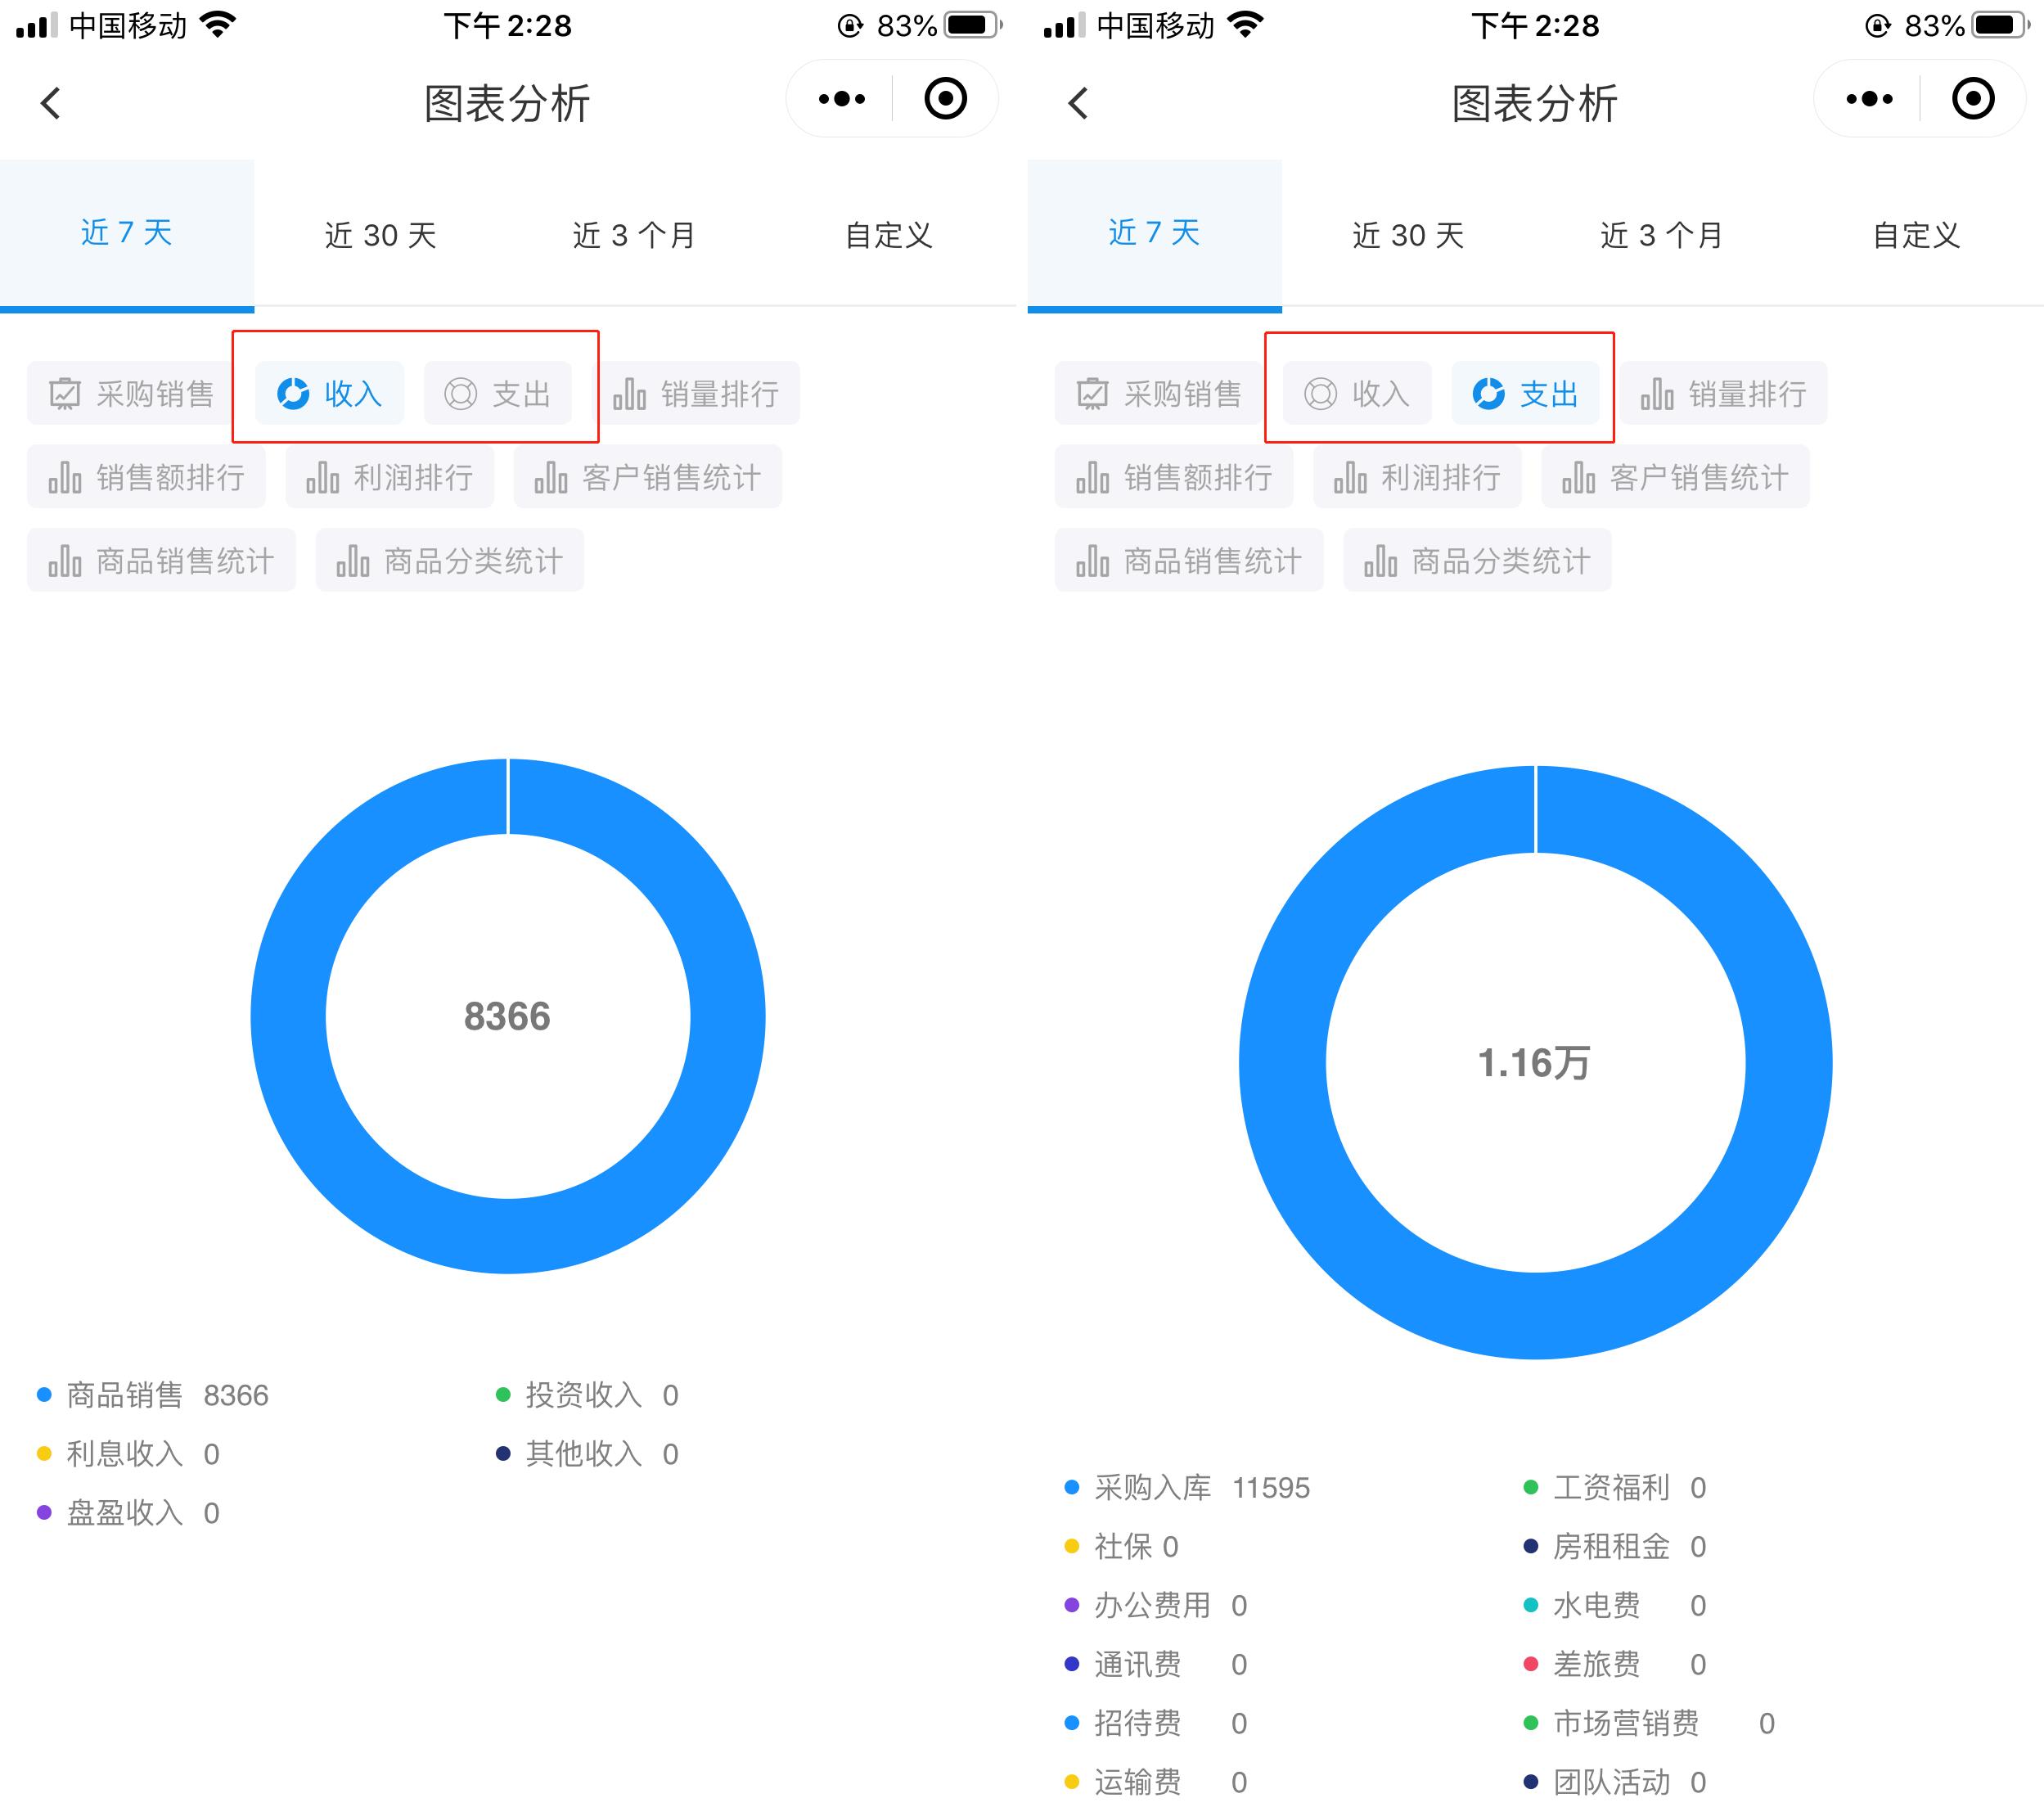 中国移动 下午 2:28 83%
图表分析
近 7 天 近 30 天 近 3 个月 自定义
采购销售 收入 支出 销量排行
销售额排行 利润排行 客户销售统计
商品销售统计 商品分类统计
8366
商品销售 8366 投资收入 0
利息收入 0 其他收入 0
盘盈收入 0
中国移动 下午 2:28 83%
图表分析
近 7 天 近 30 天 近 3 个月 自定义
采购销售 收入 支出 销量排行
销售额排行 利润排行 客户销售统计
商品销售统计 商品分类统计
1.16万
采购入库 11595 工资福利 0
社保 0 房租租金 0
办公费用 0 水电费 0
通讯费 0 差旅费 0
招待费 0 市场营销费 0
运输费 0 团队活动 0